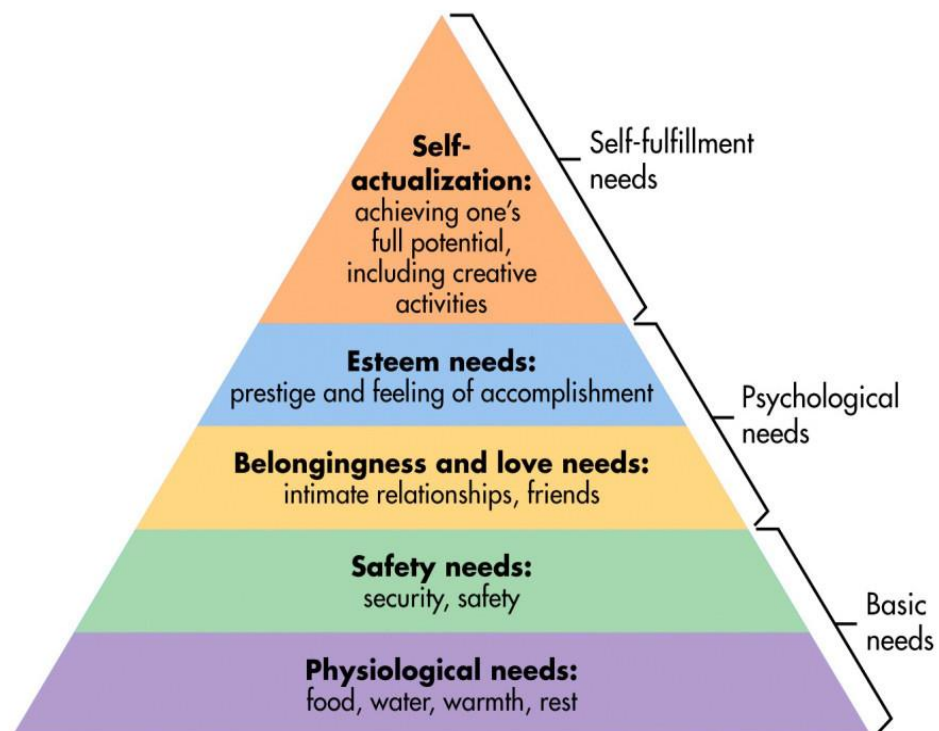 Self-
actualization:
achieving one's
full potential,
including creative
activities
Self-fulfillment
needs
Esteem needs:
prestige and feeling of accomplishment
Belongingness and love needs:
intimate relationships, friends
Psychological
needs
Safety needs:
security, safety
Physiological needs:
food, water, warmth, rest
Basic
needs